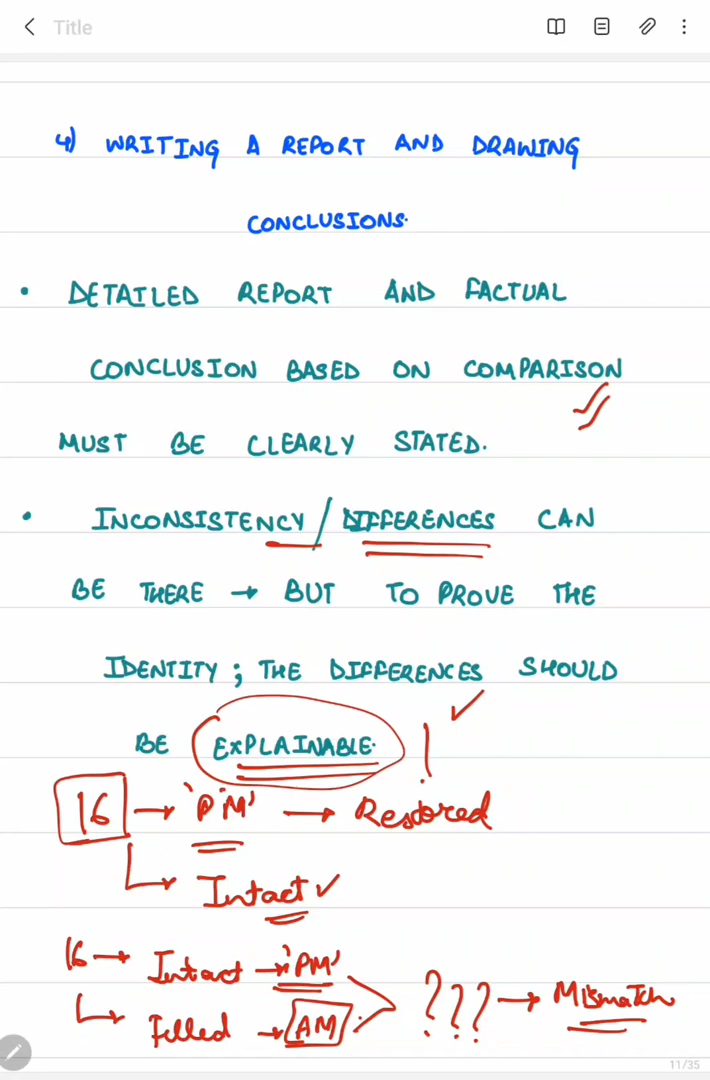 Title
4) WRITING A REPORT AND DRAWING
CONCLUSIONS.
• DETAILED REPORT AND FACTUAL
CONCLUSION BASED ON COMPARISON
MUST BE CLEARLY STATED.
• INCONSISTENCY / DIFFERENCES CAN
BE THERE → BUT TO PROVE THE
IDENTITY ; THE DIFFERENCES SHOULD
BE EXPLAINABLE. !
16 → 'PM' → Restored
Intact ✓
16 → Intact → 'PM'
??? → Mismatch
Filled → AM
11/35